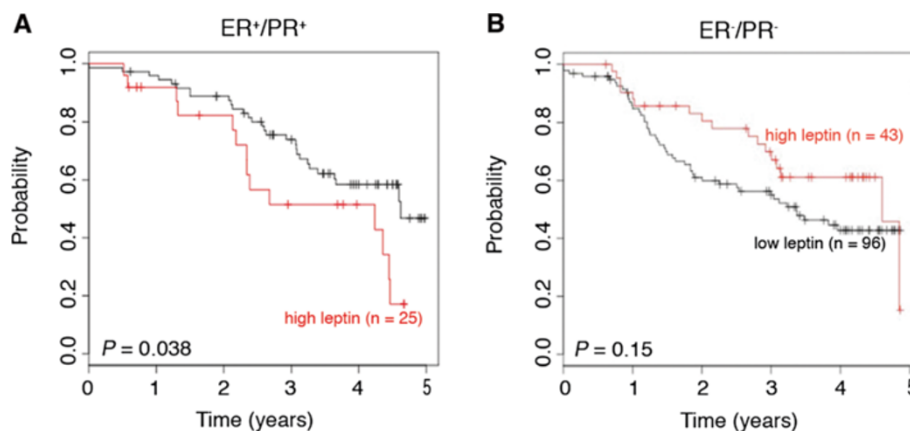 A
ER⁺/PR⁺
Probability
1.0
0.8
0.6
0.4
0.2
0.0
high leptin (n = 25)
P = 0.038
0 1 2 3 4 5
Time (years)
B
ER⁻/PR⁻
Probability
1.0
0.8
0.6
0.4
0.2
0.0
high leptin (n = 43)
low leptin (n = 96)
P = 0.15
0 1 2 3 4 5
Time (years)